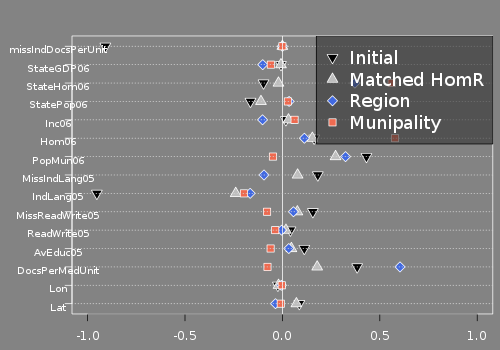 missIndDocsPerUnit
StateGDP06
StateHom06
StatePop06
Inc06
Hom06
PopMun06
MissIndLang05
IndLang05
MissReadWrite05
ReadWrite05
AvEduc05
DocsPerMedUnit
Lon
Lat
Initial
Matched HomR
Region
Munipality
-1.0 -0.5 0.0 0.5 1.0